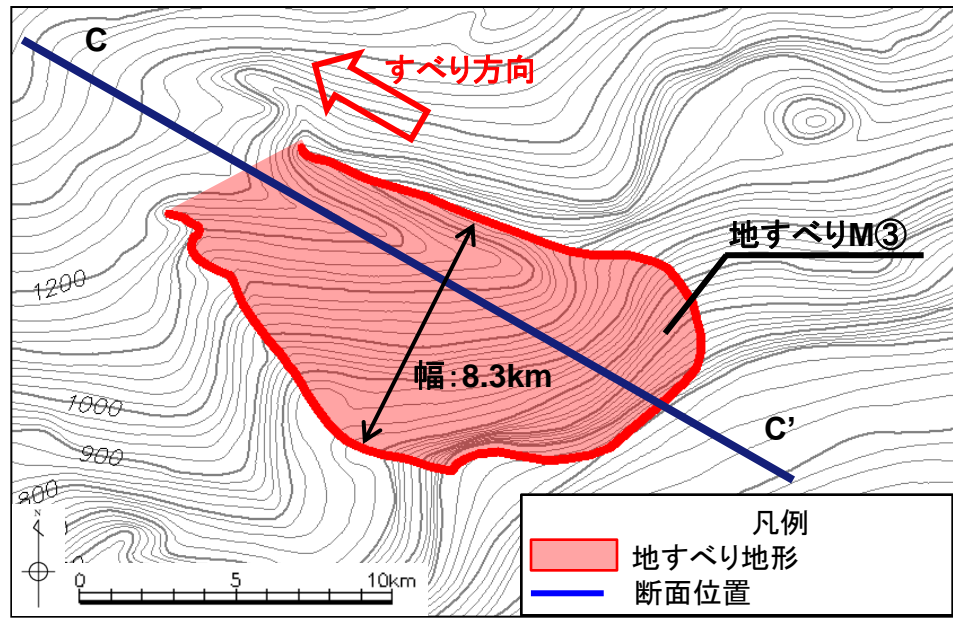 C
すべり方向
地すべりM③
1200
幅：8.3km
1000
C'
900
800
N
0 5 10km
凡例
地すべり地形
断面位置